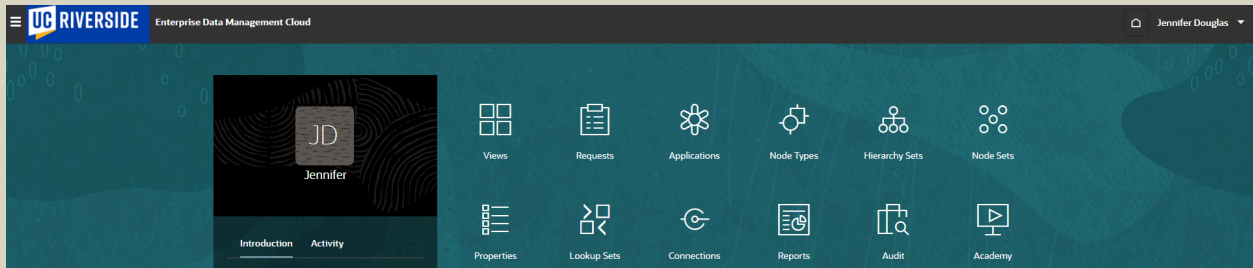 UC RIVERSIDE Enterprise Data Management Cloud Jennifer Douglas
JD
Jennifer
Introduction Activity
Views Requests Applications Node Types Hierarchy Sets Node Sets
Properties Lookup Sets Connections Reports Audit Academy